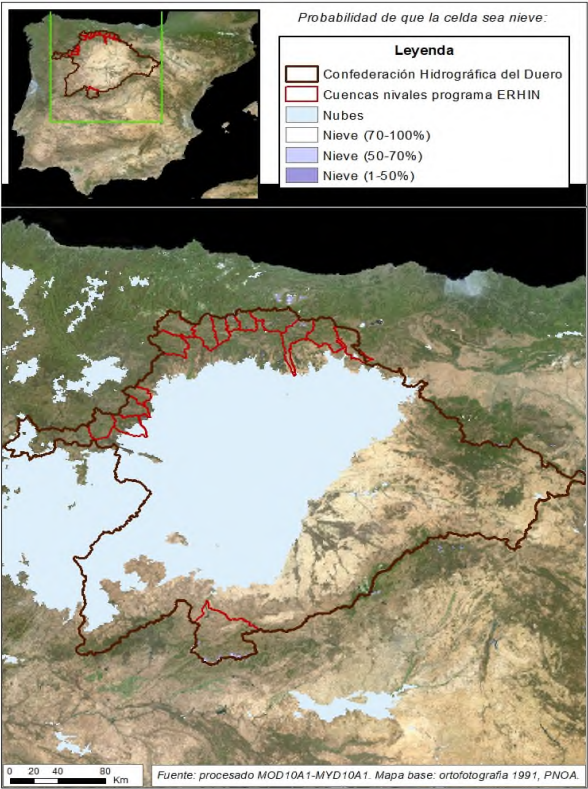 Probabilidad de que la celda sea nieve:
Leyenda
Confederación Hidrográfica del Duero
Cuencas nivales programa ERHIN
Nubes
Nieve (70-100%)
Nieve (50-70%)
Nieve (1-50%)
0 20 40 80
Km
Fuente: procesado MOD10A1-MYD10A1. Mapa base: ortofotografia 1991, PNOA.